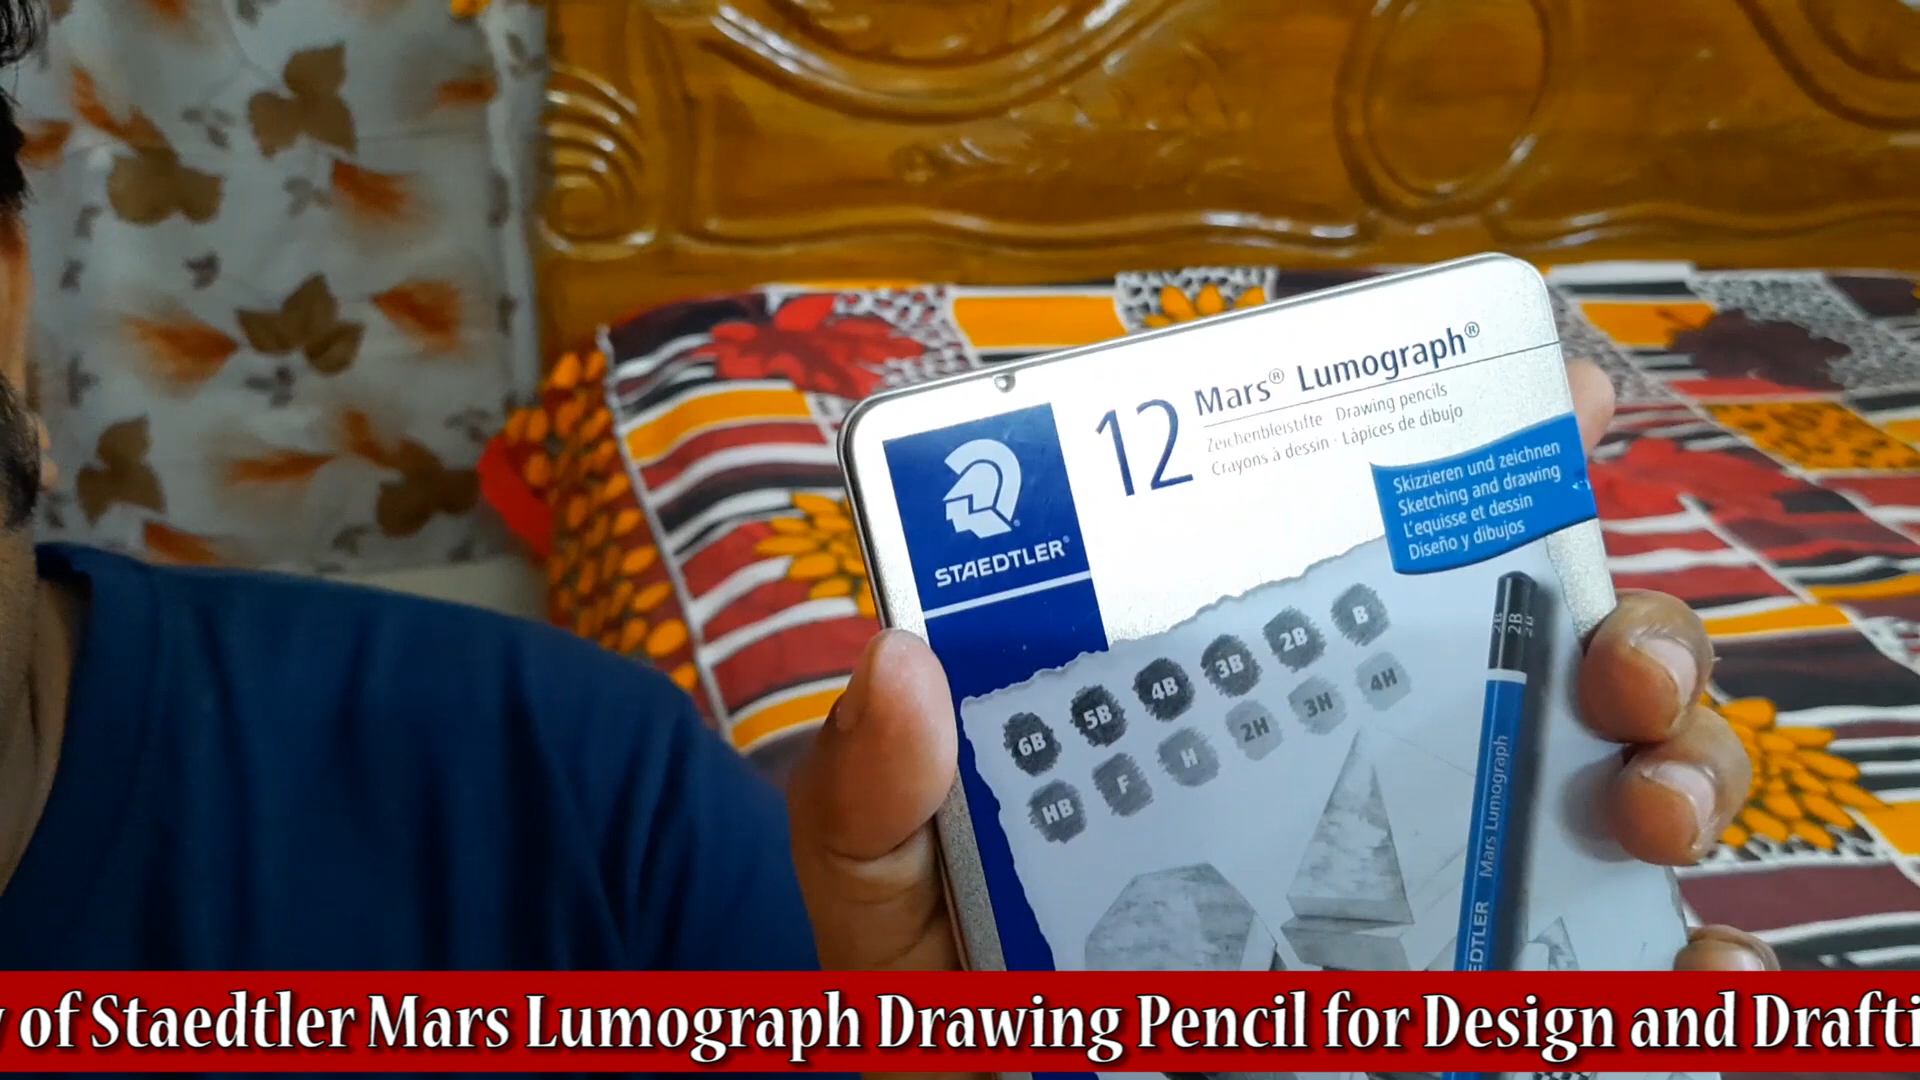 12 Mars® Lumograph®
Zeichenbleistifte Drawing pencils
Crayons à dessin · Lápices de dibujo
Skizzieren und zeichnen
Sketching and drawing
L'equisse et dessin
Diseño y dibujos
STAEDTLER®
6B 5B 4B 3B 2B B
HB F H 2H 3H 4H
2B 2B 2B
EDTLER Mars Lumograph
y of Staedtler Mars Lumograph Drawing Pencil for Design and Drafti